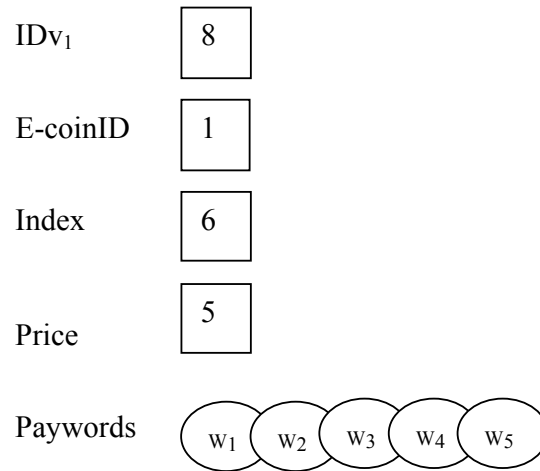 IDv₁ 8
E-coinID 1
Index 6
Price 5
Paywords W₁ W₂ W₃ W₄ W₅